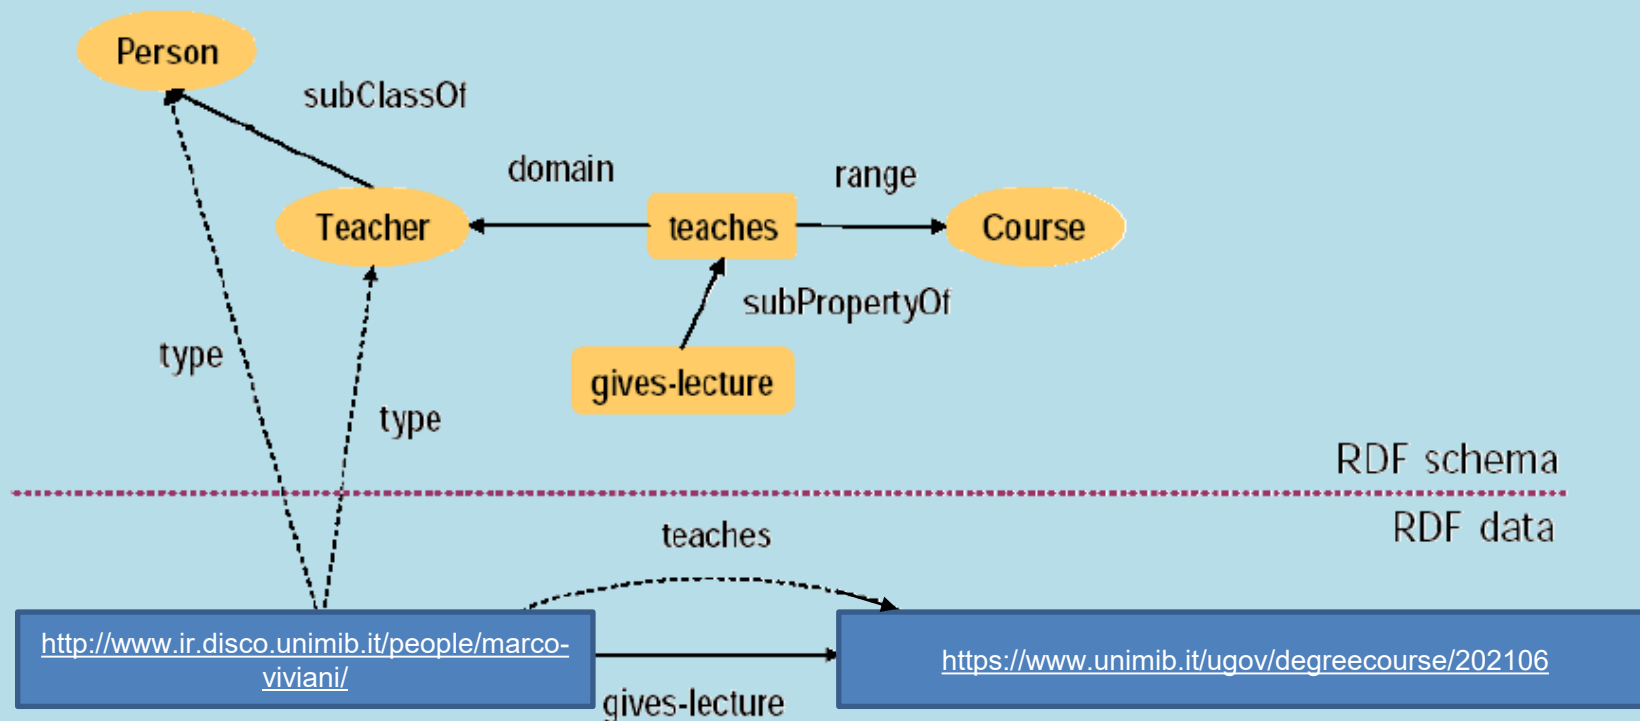 Person
subClassOf
domain
range
Teacher
teaches
Course
subPropertyOf
type
gives-lecture
type
RDF schema
RDF data
teaches
http://www.ir.disco.unimib.it/people/marco-
viviani/
https://www.unimib.it/ugov/degreecourse/202106
gives-lecture